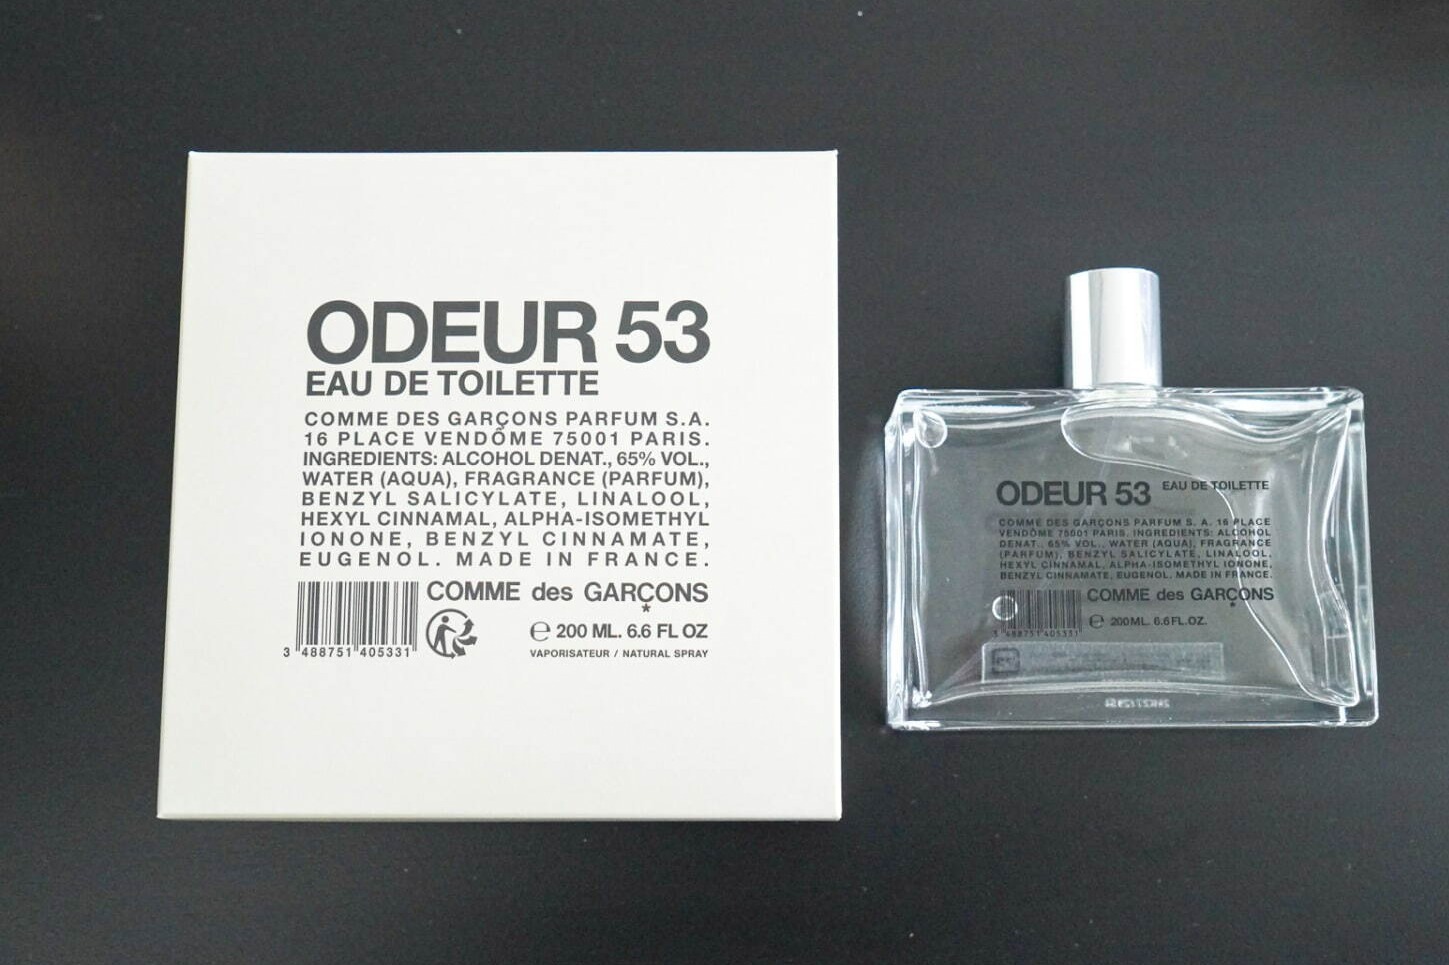 ODEUR 53
EAU DE TOILETTE
COMME DES GARÇONS PARFUM S.A.
16 PLACE VENDÔME 75001 PARIS.
INGREDIENTS: ALCOHOL DENAT., 65% VOL.,
WATER (AQUA), FRAGRANCE (PARFUM),
BENZYL SALICYLATE, LINALOOL,
HEXYL CINNAMAL, ALPHA-ISOMETHYL
IONONE, BENZYL CINNAMATE,
EUGENOL. MADE IN FRANCE.
COMME des GARÇONS
℮ 200 ML. 6.6 FL OZ
VAPORISATEUR / NATURAL SPRAY
3 488751 405331
ODEUR 53 EAU DE TOILETTE
COMME DES GARÇONS PARFUM S. A. 16 PLACE
VENDÔME 75001 PARIS. INGREDIENTS: ALCOHOL
DENAT., 65% VOL., WATER (AQUA), FRAGRANCE
(PARFUM), BENZYL SALICYLATE, LINALOOL,
HEXYL CINNAMAL, ALPHA-ISOMETHYL IONONE,
BENZYL CINNAMATE, EUGENOL. MADE IN FRANCE.
COMME des GARÇONS
℮ 200ML. 6.6FL.OZ.
3 488751 405331